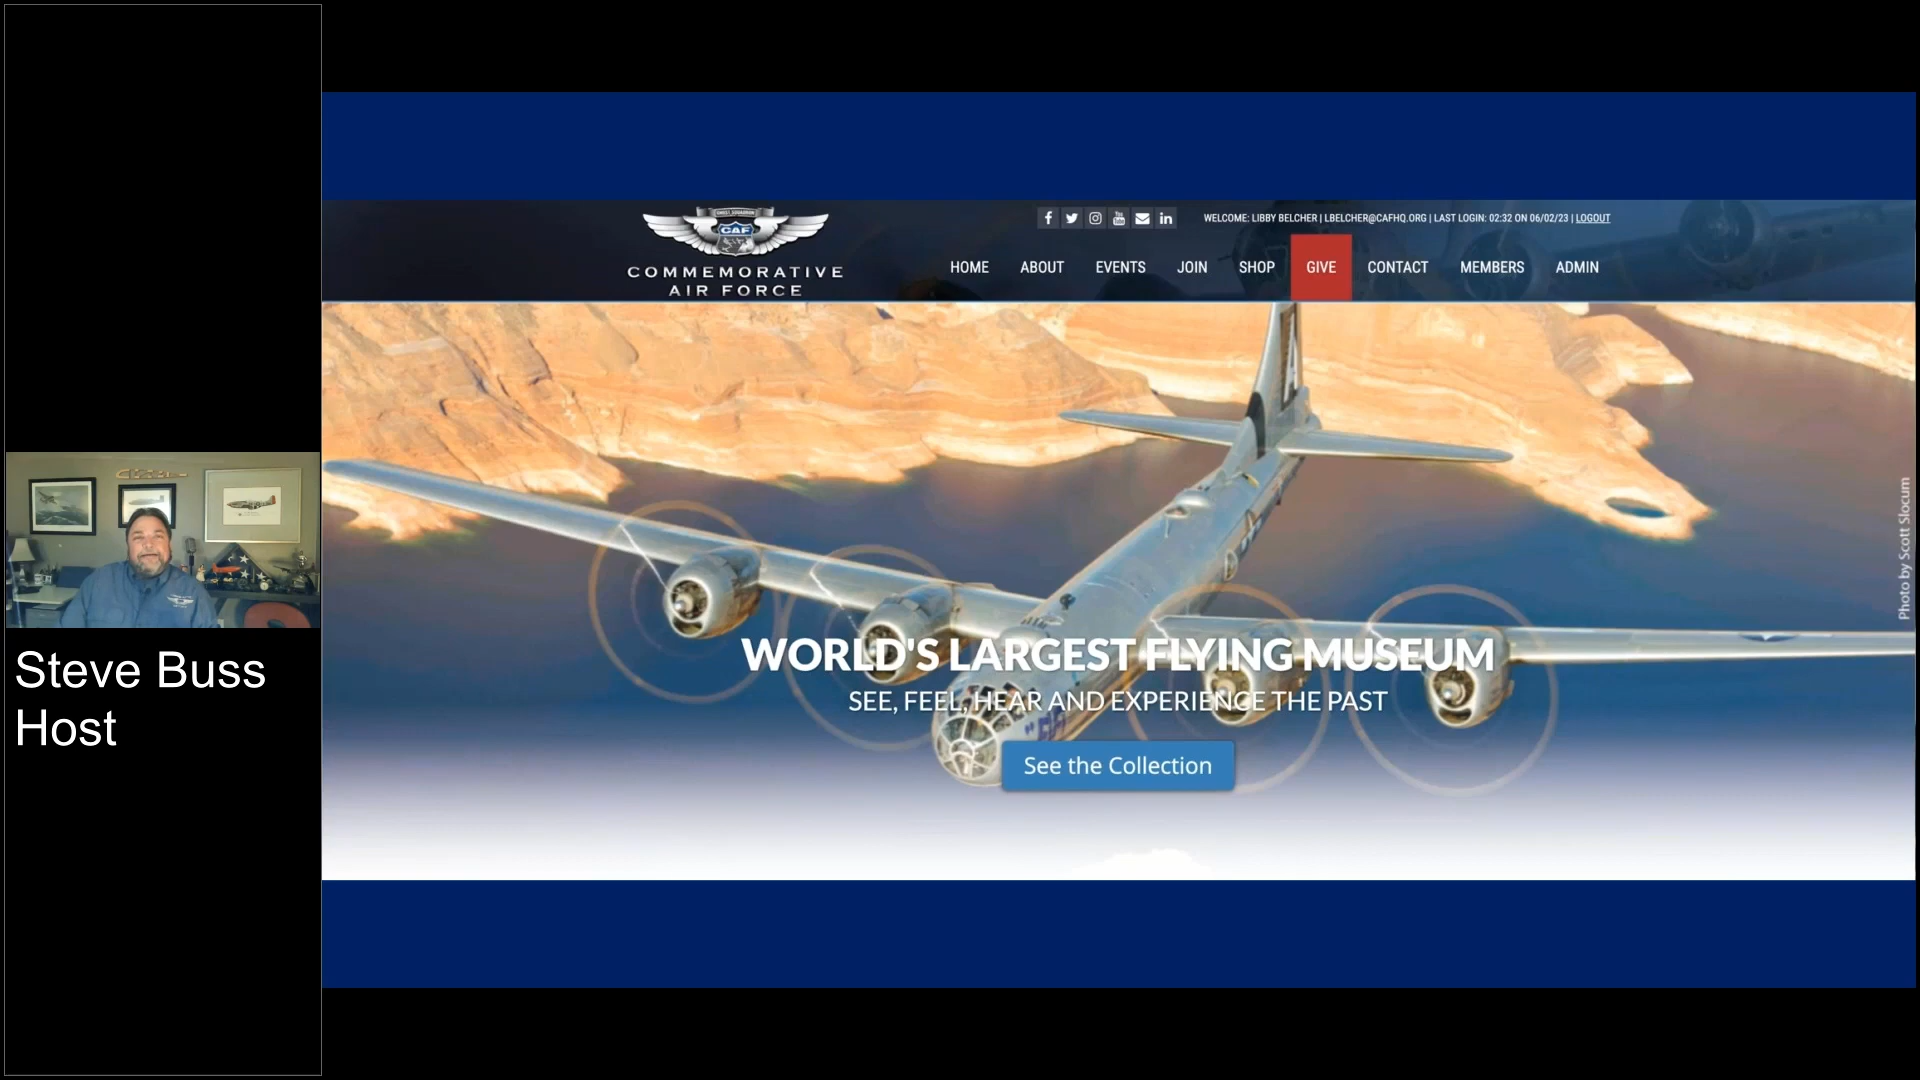 WELCOME: LIBBY BELCHER | LBELCHER@CAFHQ.ORG | LAST LOGIN: 02:32 ON 06/02/23 | LOGOUT
CAF
COMMEMORATIVE
AIR FORCE
HOME ABOUT EVENTS JOIN SHOP GIVE CONTACT MEMBERS ADMIN
Photo by Scott Slocum
WORLD'S LARGEST FLYING MUSEUM
SEE, FEEL, HEAR AND EXPERIENCE THE PAST
See the Collection
Steve Buss
Host